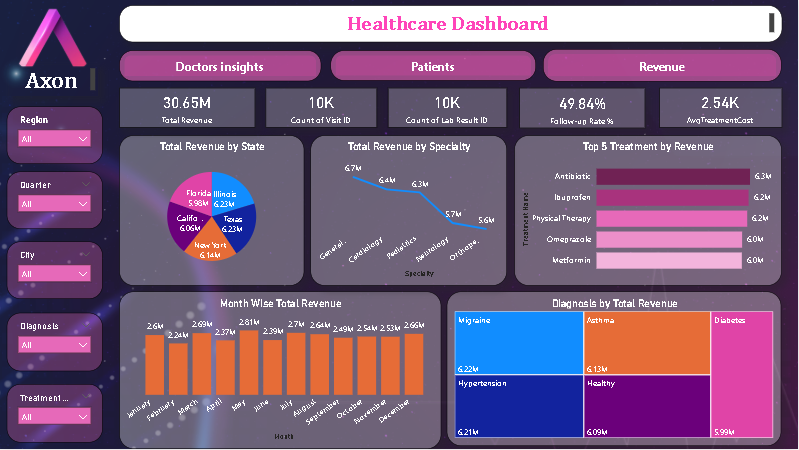 Healthcare Dashboard
Axon
Doctors insights
Patients
Revenue
30.65M
Total Revenue
10K
Count of Visit ID
10K
Count of Lab Result ID
49.84%
Follow-up Rate %
2.54K
AvgTreatmentCost
Region
All
Quarter
All
City
All
Diagnosis
All
Treatment ...
All
Total Revenue by State
Florida
5.98M
Illinois
6.23M
Califo...
6.06M
Texas
6.23M
New York
6.14M
Total Revenue by Specialty
6.7M
6.4M
6.3M
5.7M
5.6M
General..
Cardiology
Pediatrics
Neurology
Orthope..
Specialty
Top 5 Treatment by Revenue
Treatment Name
Antibiotic 6.3M
Ibuprofen 6.2M
Physical Therapy 6.2M
Omeprazole 6.0M
Metformin 6.0M
Month Wise Total Revenue
2.6M 2.24M 2.69M 2.37M 2.81M 2.39M 2.7M 2.64M 2.49M 2.54M 2.53M 2.66M
January February March April May June July August September October November December
Month
Diagnosis by Total Revenue
Migraine
6.22M
Asthma
6.13M
Diabetes
5.99M
Hypertension
6.21M
Healthy
6.09M